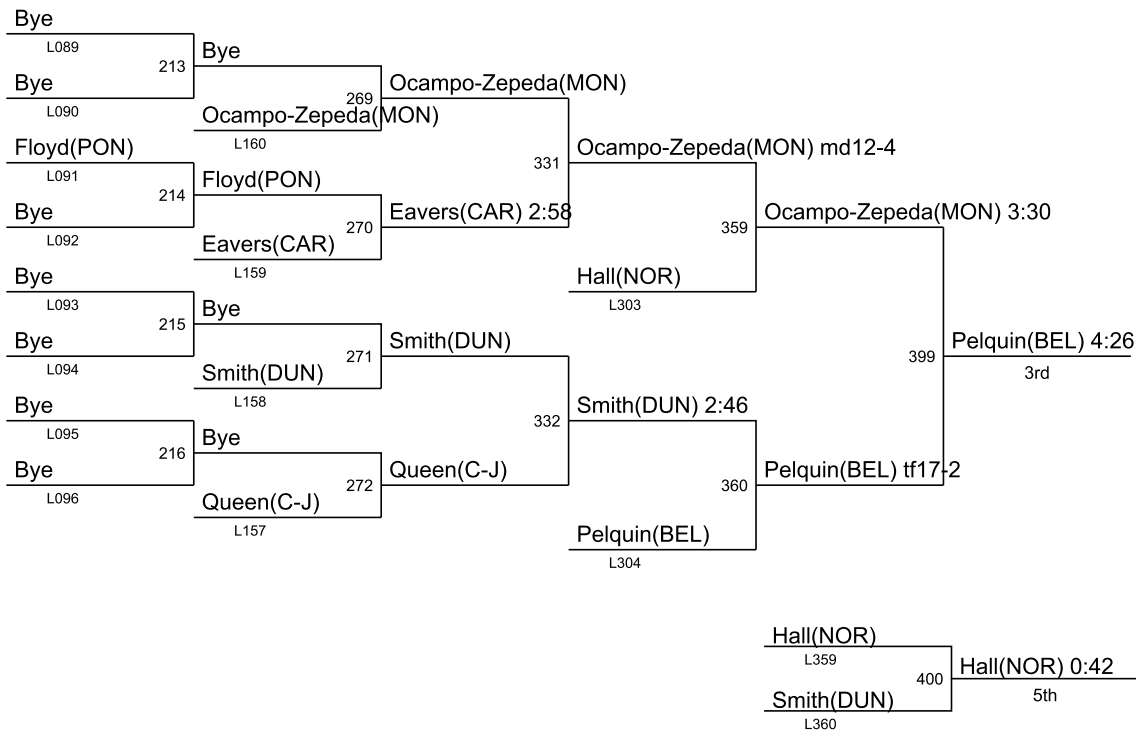 Bye
L089
213
Bye
Bye
L090
269
Ocampo-Zepeda(MON)
Ocampo-Zepeda(MON)
L160
Floyd(PON)
L091
214
Floyd(PON)
331
Ocampo-Zepeda(MON) md12-4
Bye
L092
270
Eavers(CAR) 2:58
359
Ocampo-Zepeda(MON) 3:30
Eavers(CAR)
L159
Bye
L093
Hall(NOR)
L303
215
Bye
Bye
L094
271
Smith(DUN)
399
Pelquin(BEL) 4:26
3rd
Smith(DUN)
L158
Bye
L095
332
Smith(DUN) 2:46
216
Bye
Bye
L096
272
Queen(C-J)
360
Pelquin(BEL) tf17-2
Queen(C-J)
L157
Pelquin(BEL)
L304
Hall(NOR)
L359
400
Hall(NOR) 0:42
5th
Smith(DUN)
L360